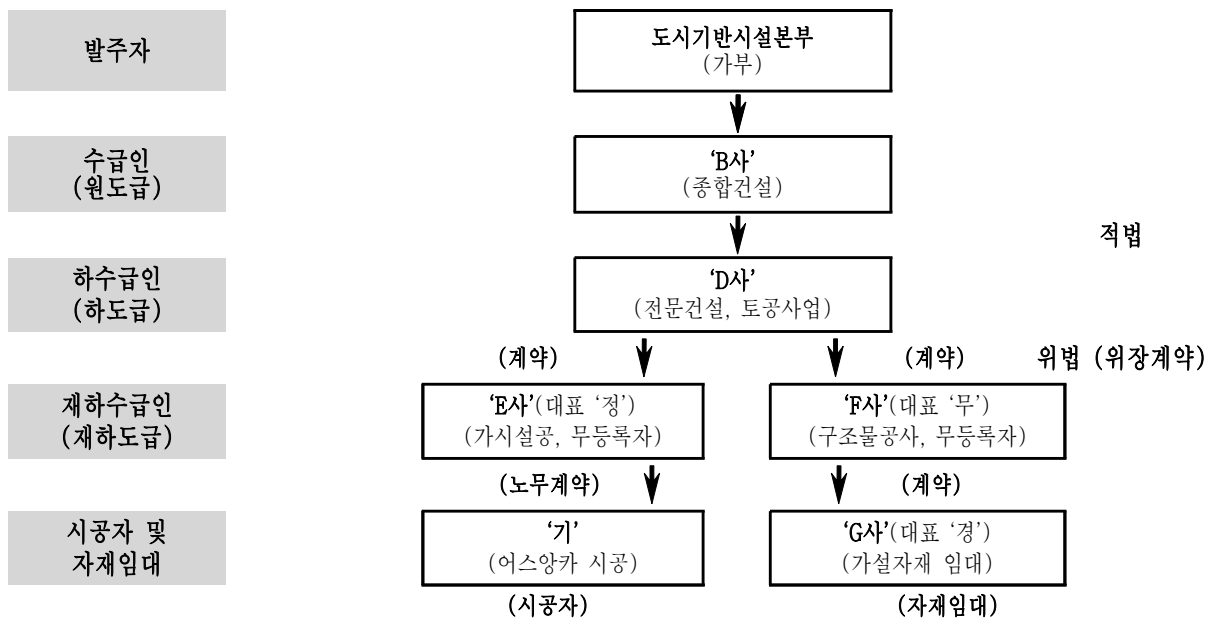 발주자
도시기반시설본부
(가부)
수급인
(원도급)
‘B사’
(종합건설)
적법
하수급인
(하도급)
‘D사’
(전문건설, 토공사업)
(계약)
(계약)
위법 (위장계약)
재하수급인
(재하도급)
‘E사’(대표 ‘정’)
(가시설공, 무등록자)
‘F사’(대표 ‘무’)
(구조물공사, 무등록자)
(노무계약)
(계약)
시공자 및
자재임대
‘기’
(어스앙카 시공)
‘G사’(대표 ‘경’)
(가설자재 임대)
(시공자)
(자재임대)